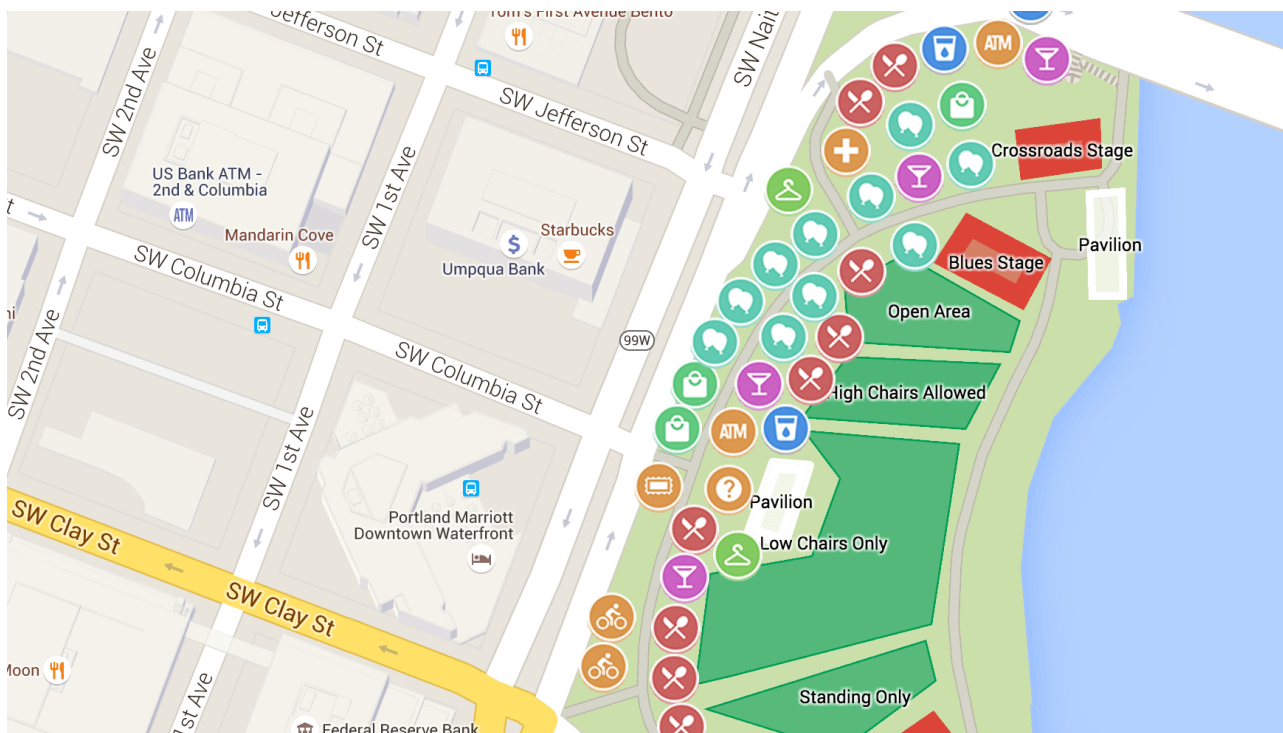 Jefferson St
Tom's First Avenue Bento
SW Nait
ATM
SW 2nd Ave
SW Jefferson St
Crossroads Stage
US Bank ATM -
2nd & Columbia
ATM
SW 1st Ave
Mandarin Cove
Starbucks
$
Umpqua Bank
Pavilion
Blues Stage
SW Columbia St
Open Area
99W
SW 2nd Ave
SW Columbia St
High Chairs Allowed
ATM
SW 1st Ave
?
Pavilion
SW Clay St
Portland Marriott
Downtown Waterfront
Low Chairs Only
SW Clay St
Moon
1st Ave
Standing Only
Federal Reserve Bank